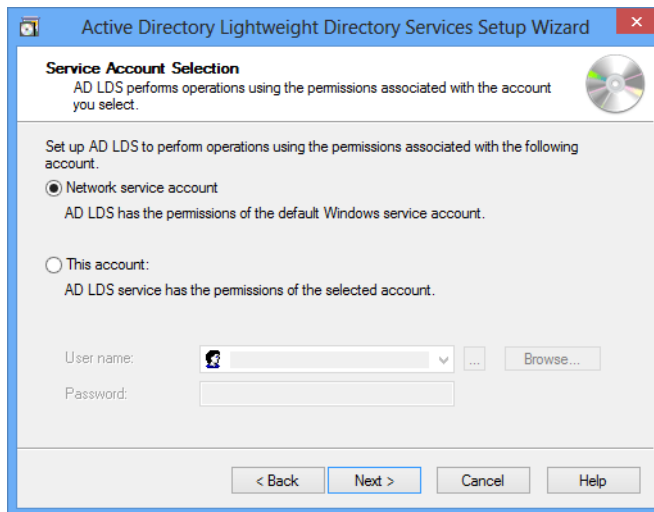 Active Directory Lightweight Directory Services Setup Wizard
Service Account Selection
AD LDS performs operations using the permissions associated with the account
you select.
Set up AD LDS to perform operations using the permissions associated with the following
account.
Network service account
AD LDS has the permissions of the default Windows service account.
This account:
AD LDS service has the permissions of the selected account.
User name: ... Browse...
Password:
< Back Next > Cancel Help